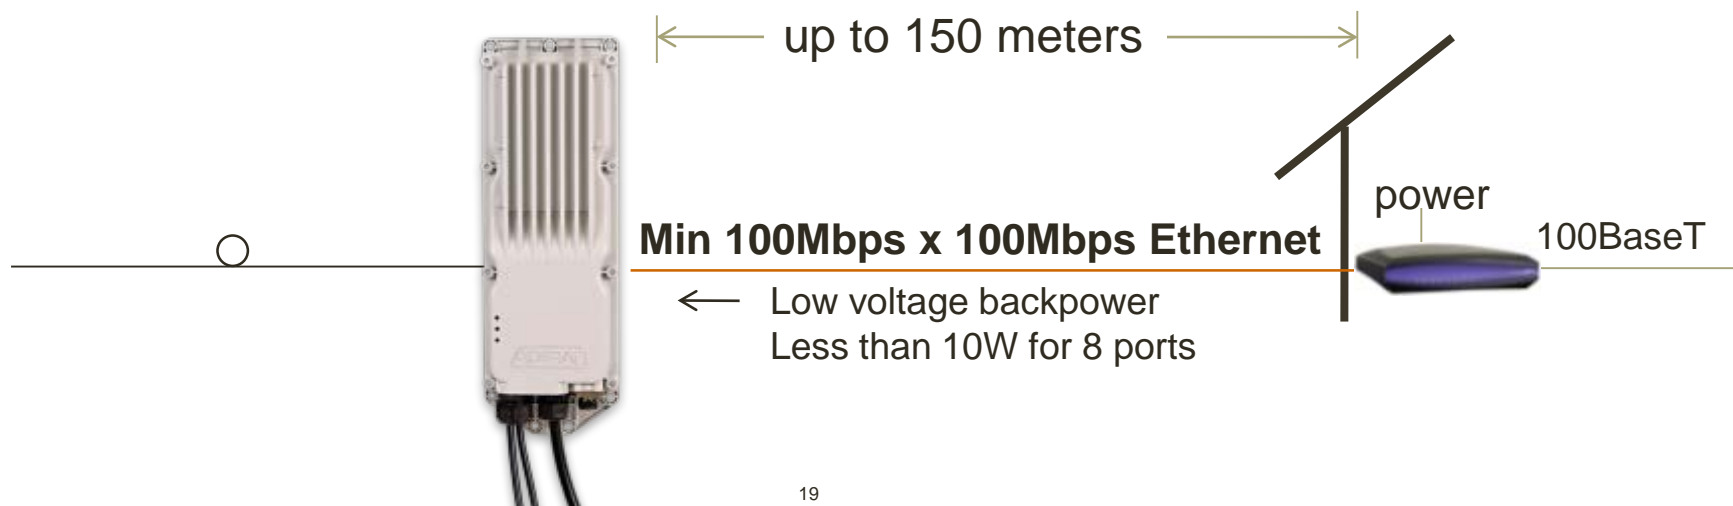 up to 150 meters
power
Min 100Mbps x 100Mbps Ethernet
100BaseT
Low voltage backpower
Less than 10W for 8 ports
ADTRAN
19